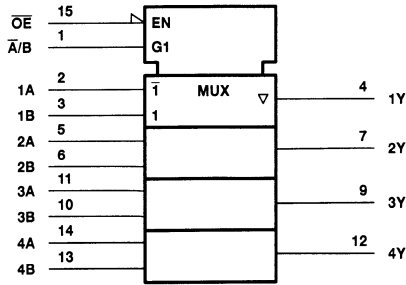 O̅E̅ 15 EN
A̅/B 1 G1
1A 2 1̅ MUX ▽ 4 1Y
1B 3 1
2A 5 7 2Y
2B 6
3A 11 9 3Y
3B 10
4A 14 12 4Y
4B 13